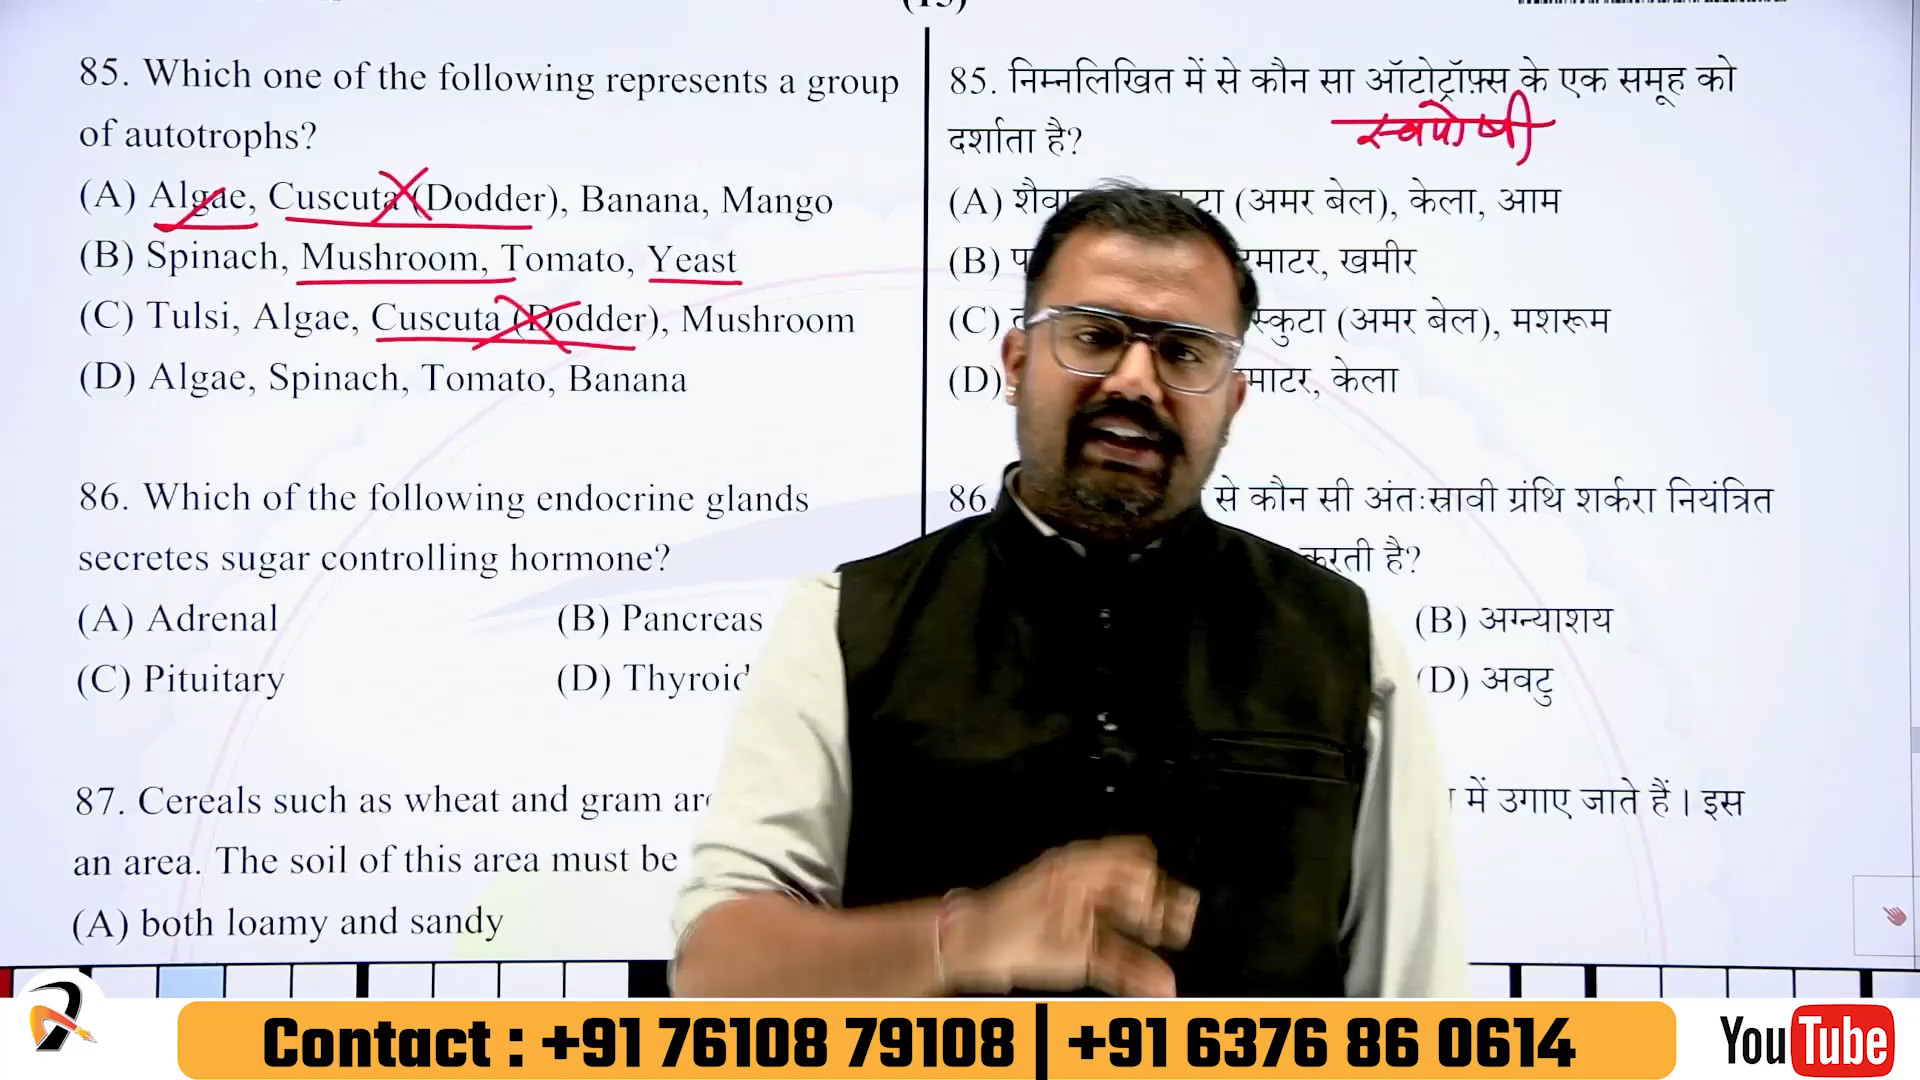 85. Which one of the following represents a group
of autotrophs?
(A) Algae, Cuscuta (Dodder), Banana, Mango
(B) Spinach, Mushroom, Tomato, Yeast
(C) Tulsi, Algae, Cuscuta (Dodder), Mushroom
(D) Algae, Spinach, Tomato, Banana
86. Which of the following endocrine glands
secretes sugar controlling hormone?
(A) Adrenal (B) Pancreas
(C) Pituitary (D) Thyroid
87. Cereals such as wheat and gram are
an area. The soil of this area must be
(A) both loamy and sandy
85. निम्नलिखित में से कौन सा ऑटोट्रॉफ़्स के एक समूह को
स्वपोषी
दर्शाता है?
(A) (अमर बेल), केला, आम
(B) खमीर
(C) (अमर बेल), मशरूम
(D) केला
86. से कौन सी अंतःस्रावी ग्रंथि शर्करा नियंत्रित
करती है?
(B) अग्न्याशय
(D) अवटु
में उगाए जाते हैं। इस
Contact : +91 76108 79108 | +91 6376 86 0614
YouTube